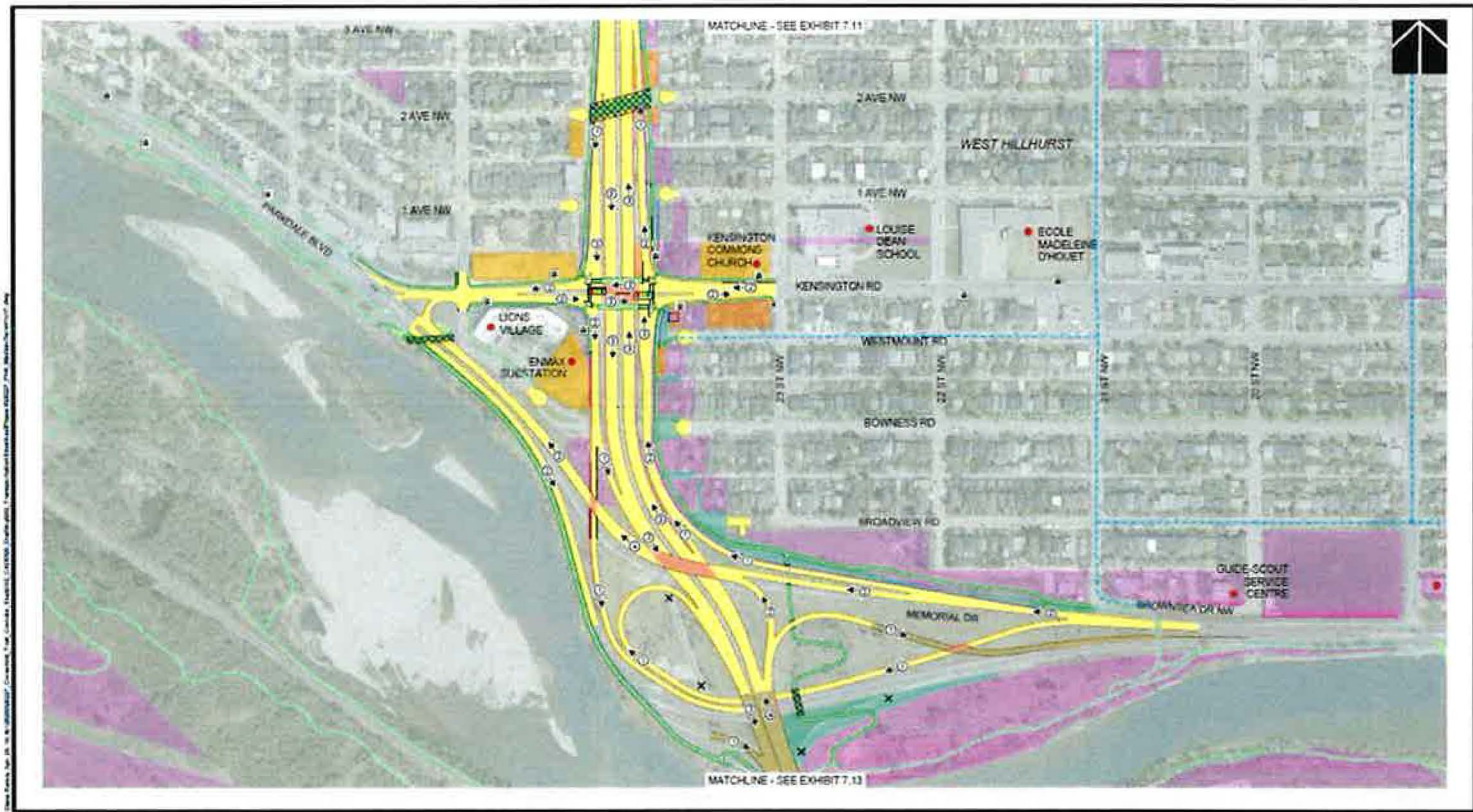 MATCHLINE - SEE EXHIBIT 7.11
3 AVE NW
2 AVE NW
2 AVE NW
WEST HILLHURST
1 AVE NW
1 AVE NW
PARKDALE BLVD
KENSINGTON
COMMONS
CHURCH
LOUISE
DEAN
SCHOOL
ECOLE
MADELEINE
D'HOUET
KENSINGTON RD
LIONS
VILLAGE
WESTMOUNT RD
ENMAX
SUBSTATION
23 ST NW
22 ST NW
21 ST NW
20 ST NW
BOWNESS RD
BROADVIEW RD
GUIDE-SCOUT
SERVICE
CENTRE
MEMORIAL DR
BROWNSEA DR NW
MATCHLINE - SEE EXHIBIT 7.13